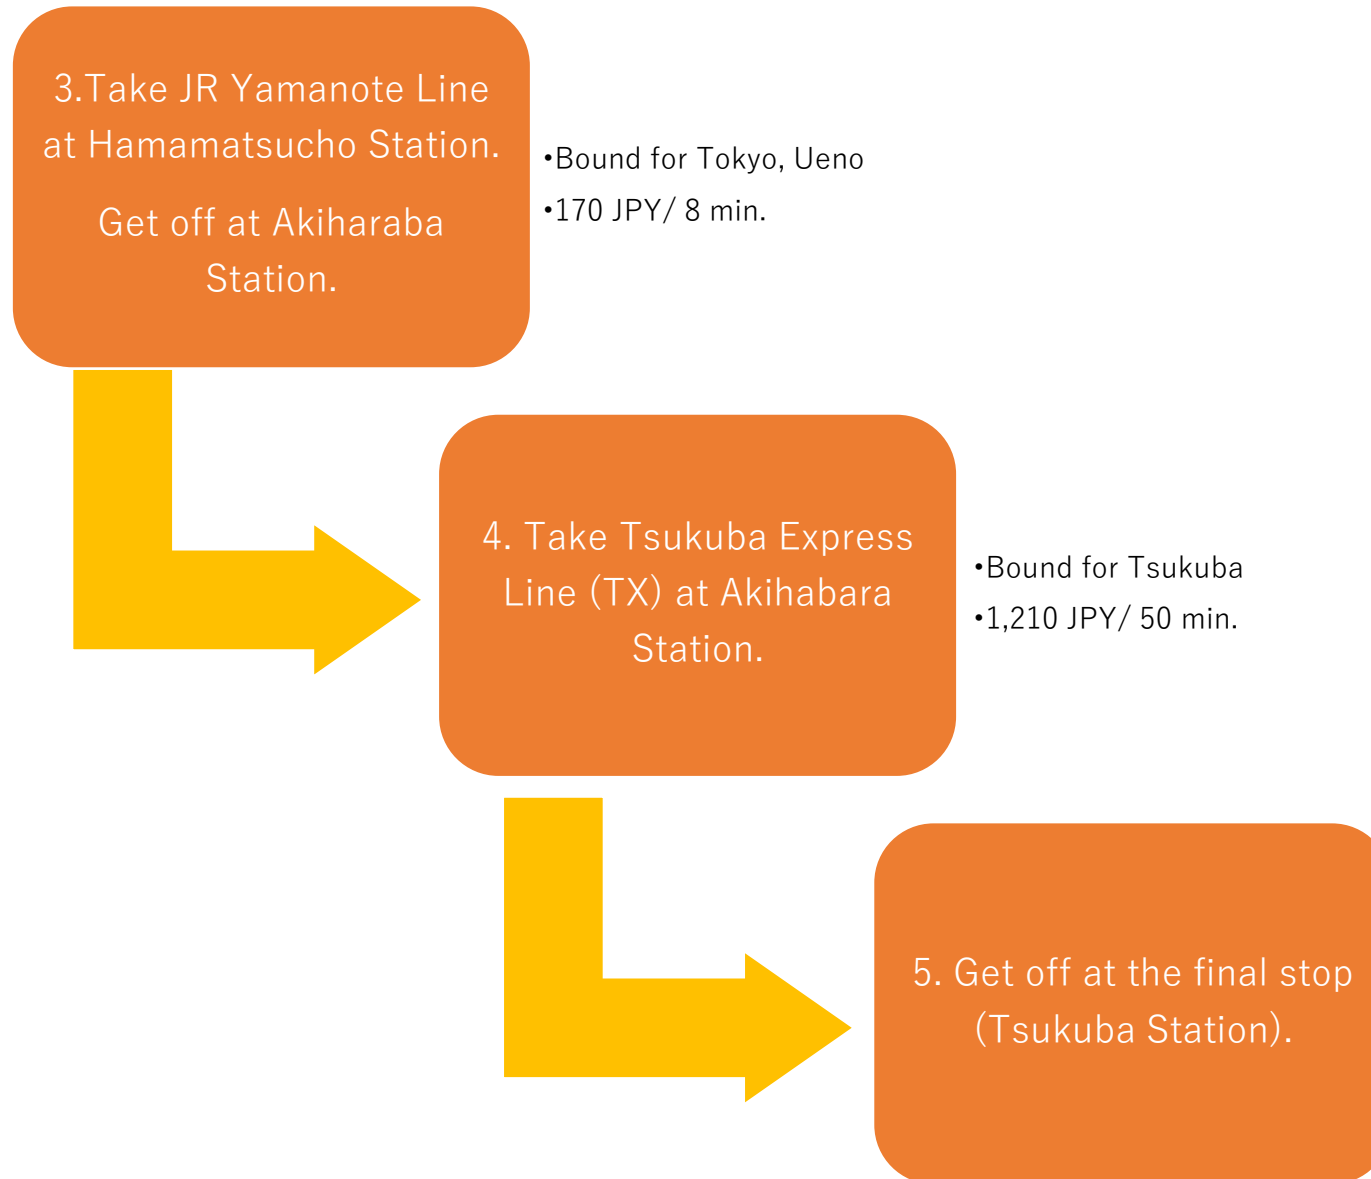 3.Take JR Yamanote Line
at Hamamatsucho Station.
Get off at Akiharaba
Station.
•Bound for Tokyo, Ueno
•170 JPY/ 8 min.
4. Take Tsukuba Express
Line (TX) at Akihabara
Station.
•Bound for Tsukuba
•1,210 JPY/ 50 min.
5. Get off at the final stop
(Tsukuba Station).